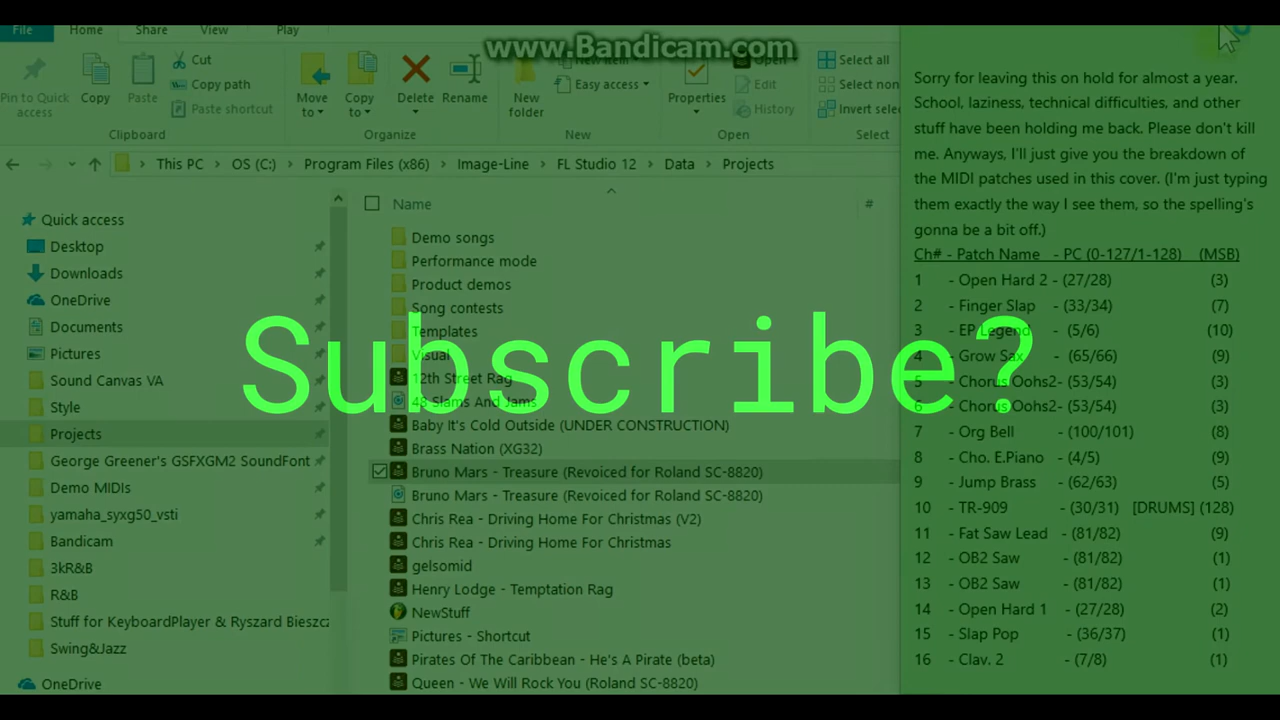 File Home Share View Play
www.Bandicam.com
Pin to Quick access
Copy
Paste
Cut
Copy path
Paste shortcut
Move to
Copy To
Delete
Rename
New folder
New item
Easy access
Properties
Open
Edit
History
Select all
Select non
Invert selec
Clipboard Organize New Open Select
This PC OS (C:) Program Files (x86) Image-Line FL Studio 12 Data Projects
Quick access
Desktop
Downloads
OneDrive
Documents
Pictures
Sound Canvas VA
Style
Projects
George Greener's GSFXGM2 SoundFont
Demo MIDIs
yamaha_syxg50_vsti
Bandicam
3kR&B
R&B
Stuff for KeyboardPlayer & Ryszard Bieszc
Swing&Jazz
OneDrive
Name #
Demo songs
Performance mode
Product demos
Song contests
Templates
Visual
12th Street Rag
48 Slams And Jams
Baby It's Cold Outside (UNDER CONSTRUCTION)
Brass Nation (XG32)
Bruno Mars - Treasure (Revoiced for Roland SC-8820)
Bruno Mars - Treasure (Revoiced for Roland SC-8820)
Chris Rea - Driving Home For Christmas (V2)
Chris Rea - Driving Home For Christmas
gelsomid
Henry Lodge - Temptation Rag
NewStuff
Pictures - Shortcut
Pirates Of The Caribbean - He's A Pirate (beta)
Queen - We Will Rock You (Roland SC-8820)
Subscribe?
Sorry for leaving this on hold for almost a year.
School, laziness, technical difficulties, and other
stuff have been holding me back. Please don't kill
me. Anyways, I'll just give you the breakdown of
the MIDI patches used in this cover. (I'm just typing
them exactly the way I see them, so the spelling's
gonna be a bit off.)
Ch# - Patch Name - PC (0-127/1-128) (MSB)
1 - Open Hard 2 - (27/28) (3)
2 - Finger Slap - (33/34) (7)
3 - EP Legend - (5/6) (10)
4 - Grow Sax - (65/66) (9)
5 - Chorus Oohs2- (53/54) (3)
6 - Chorus Oohs2- (53/54) (3)
7 - Org Bell - (100/101) (8)
8 - Cho. E.Piano - (4/5) (9)
9 - Jump Brass - (62/63) (5)
10 - TR-909 - (30/31) [DRUMS] (128)
11 - Fat Saw Lead - (81/82) (9)
12 - OB2 Saw - (81/82) (1)
13 - OB2 Saw - (81/82) (1)
14 - Open Hard 1 - (27/28) (2)
15 - Slap Pop - (36/37) (1)
16 - Clav. 2 - (7/8) (1)